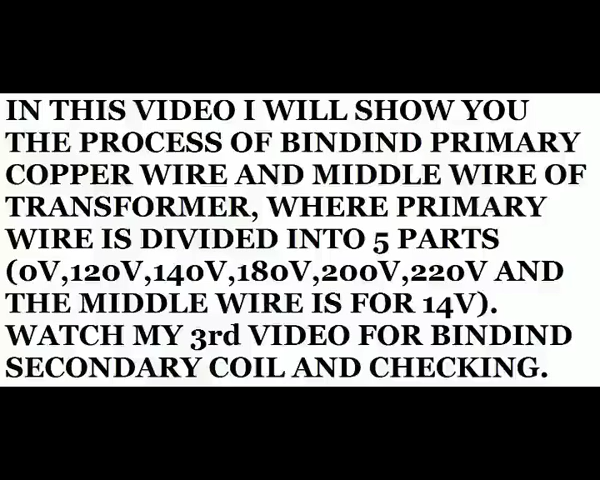 IN THIS VIDEO I WILL SHOW YOU
THE PROCESS OF BINDIND PRIMARY
COPPER WIRE AND MIDDLE WIRE OF
TRANSFORMER, WHERE PRIMARY
WIRE IS DIVIDED INTO 5 PARTS
(0V,120V,140V,180V,200V,220V AND
THE MIDDLE WIRE IS FOR 14V).
WATCH MY 3rd VIDEO FOR BINDIND
SECONDARY COIL AND CHECKING.